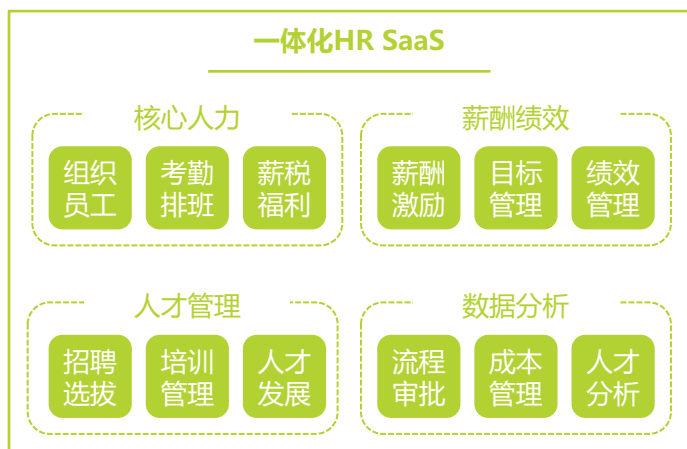 一体化HR SaaS
核心人力
组织
员工
考勤
排班
薪税
福利
薪酬绩效
薪酬
激励
目标
管理
绩效
管理
人才管理
招聘
选拔
培训
管理
人才
发展
数据分析
流程
审批
成本
管理
人才
分析